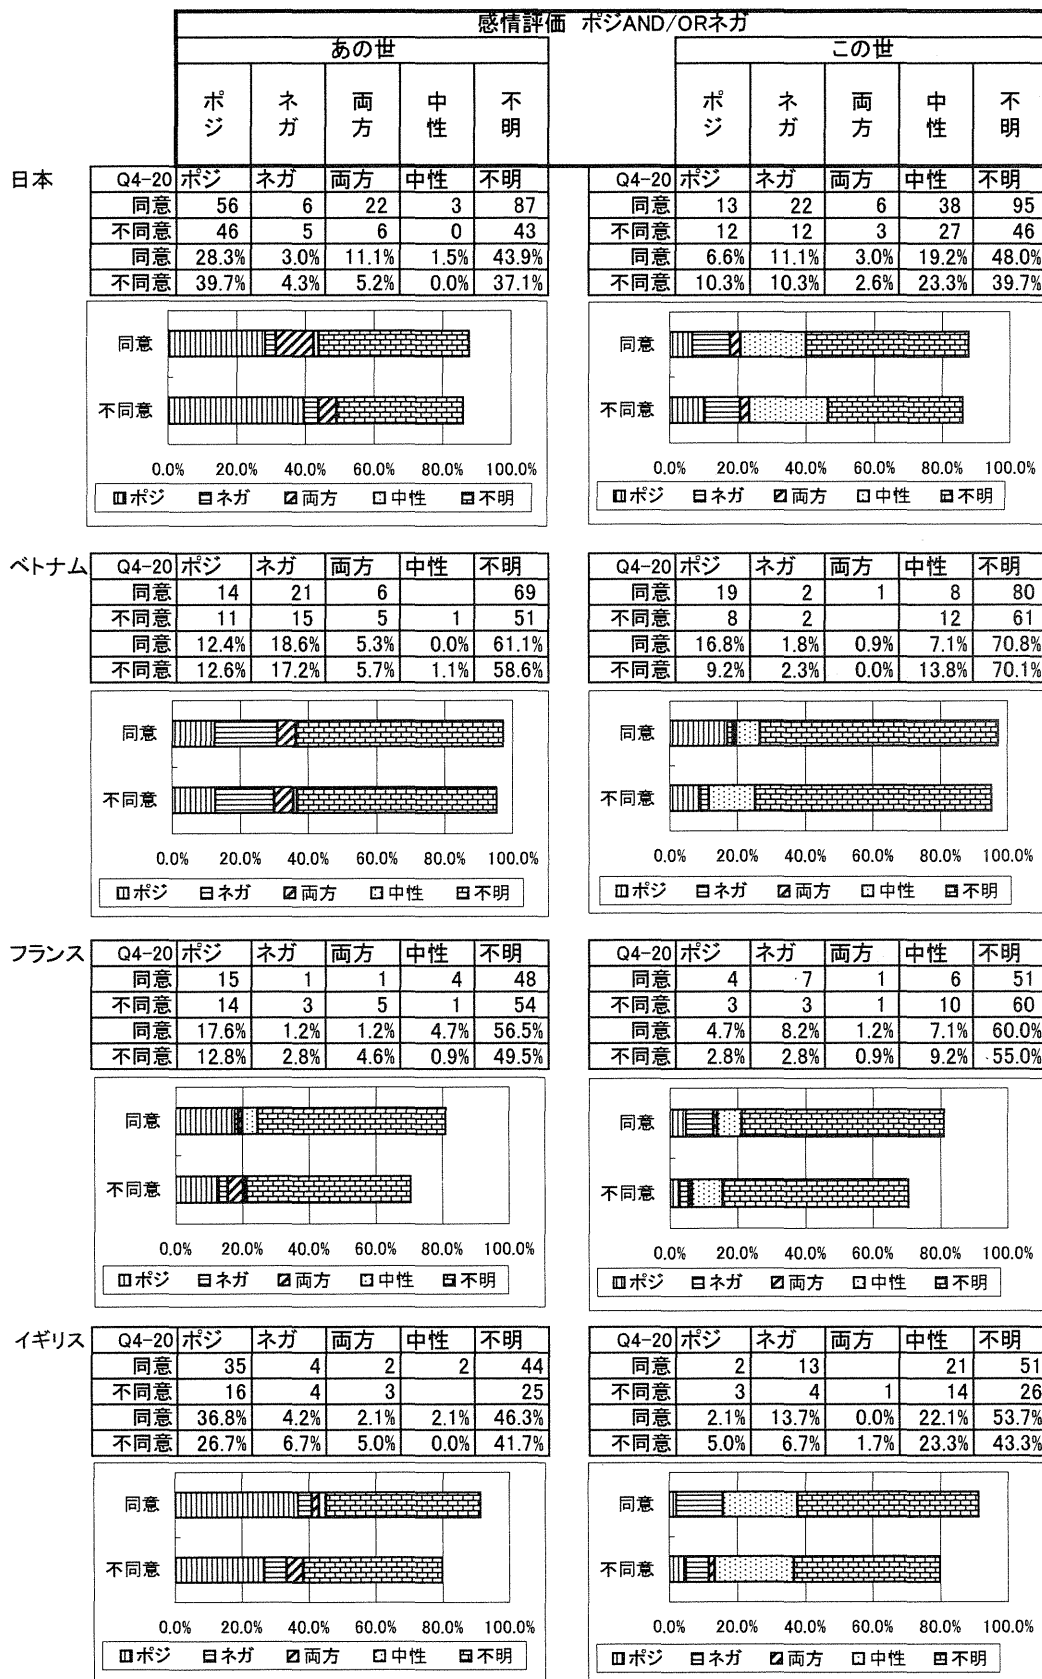 感情評価 ポジAND/ORネガ
あの世 この世
ポジ ネガ 両方 中性 不明 ポジ ネガ 両方 中性 不明
日本
Q4-20 ポジ ネガ 両方 中性 不明
同意 56 6 22 3 87
不同意 46 5 6 0 43
同意 28.3% 3.0% 11.1% 1.5% 43.9%
不同意 39.7% 4.3% 5.2% 0.0% 37.1%
同意
不同意
0.0% 20.0% 40.0% 60.0% 80.0% 100.0%
ポジ ネガ 両方 中性 不明
Q4-20 ポジ ネガ 両方 中性 不明
同意 13 22 6 38 95
不同意 12 12 3 27 46
同意 6.6% 11.1% 3.0% 19.2% 48.0%
不同意 10.3% 10.3% 2.6% 23.3% 39.7%
同意
不同意
0.0% 20.0% 40.0% 60.0% 80.0% 100.0%
ポジ ネガ 両方 中性 不明
ベトナム
Q4-20 ポジ ネガ 両方 中性 不明
同意 14 21 6 69
不同意 11 15 5 1 51
同意 12.4% 18.6% 5.3% 0.0% 61.1%
不同意 12.6% 17.2% 5.7% 1.1% 58.6%
同意
不同意
0.0% 20.0% 40.0% 60.0% 80.0% 100.0%
ポジ ネガ 両方 中性 不明
Q4-20 ポジ ネガ 両方 中性 不明
同意 19 2 1 8 80
不同意 8 2 12 61
同意 16.8% 1.8% 0.9% 7.1% 70.8%
不同意 9.2% 2.3% 0.0% 13.8% 70.1%
同意
不同意
0.0% 20.0% 40.0% 60.0% 80.0% 100.0%
ポジ ネガ 両方 中性 不明
フランス
Q4-20 ポジ ネガ 両方 中性 不明
同意 15 1 1 4 48
不同意 14 3 5 1 54
同意 17.6% 1.2% 1.2% 4.7% 56.5%
不同意 12.8% 2.8% 4.6% 0.9% 49.5%
同意
不同意
0.0% 20.0% 40.0% 60.0% 80.0% 100.0%
ポジ ネガ 両方 中性 不明
Q4-20 ポジ ネガ 両方 中性 不明
同意 4 7 1 6 51
不同意 3 3 1 10 60
同意 4.7% 8.2% 1.2% 7.1% 60.0%
不同意 2.8% 2.8% 0.9% 9.2% 55.0%
同意
不同意
0.0% 20.0% 40.0% 60.0% 80.0% 100.0%
ポジ ネガ 両方 中性 不明
イギリス
Q4-20 ポジ ネガ 両方 中性 不明
同意 35 4 2 2 44
不同意 16 4 3 25
同意 36.8% 4.2% 2.1% 2.1% 46.3%
不同意 26.7% 6.7% 5.0% 0.0% 41.7%
同意
不同意
0.0% 20.0% 40.0% 60.0% 80.0% 100.0%
ポジ ネガ 両方 中性 不明
Q4-20 ポジ ネガ 両方 中性 不明
同意 2 13 21 51
不同意 3 4 1 14 26
同意 2.1% 13.7% 0.0% 22.1% 53.7%
不同意 5.0% 6.7% 1.7% 23.3% 43.3%
同意
不同意
0.0% 20.0% 40.0% 60.0% 80.0% 100.0%
ポジ ネガ 両方 中性 不明